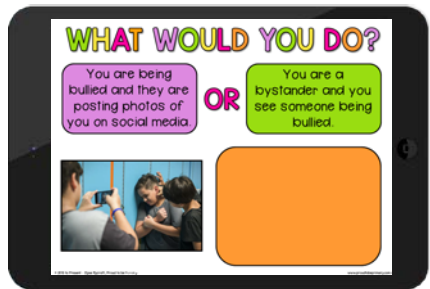 WHAT WOULD YOU DO?
You are being
bullied and they are
posting photos of
you on social media.
OR
You are a
bystander and you
see someone being
bullied.